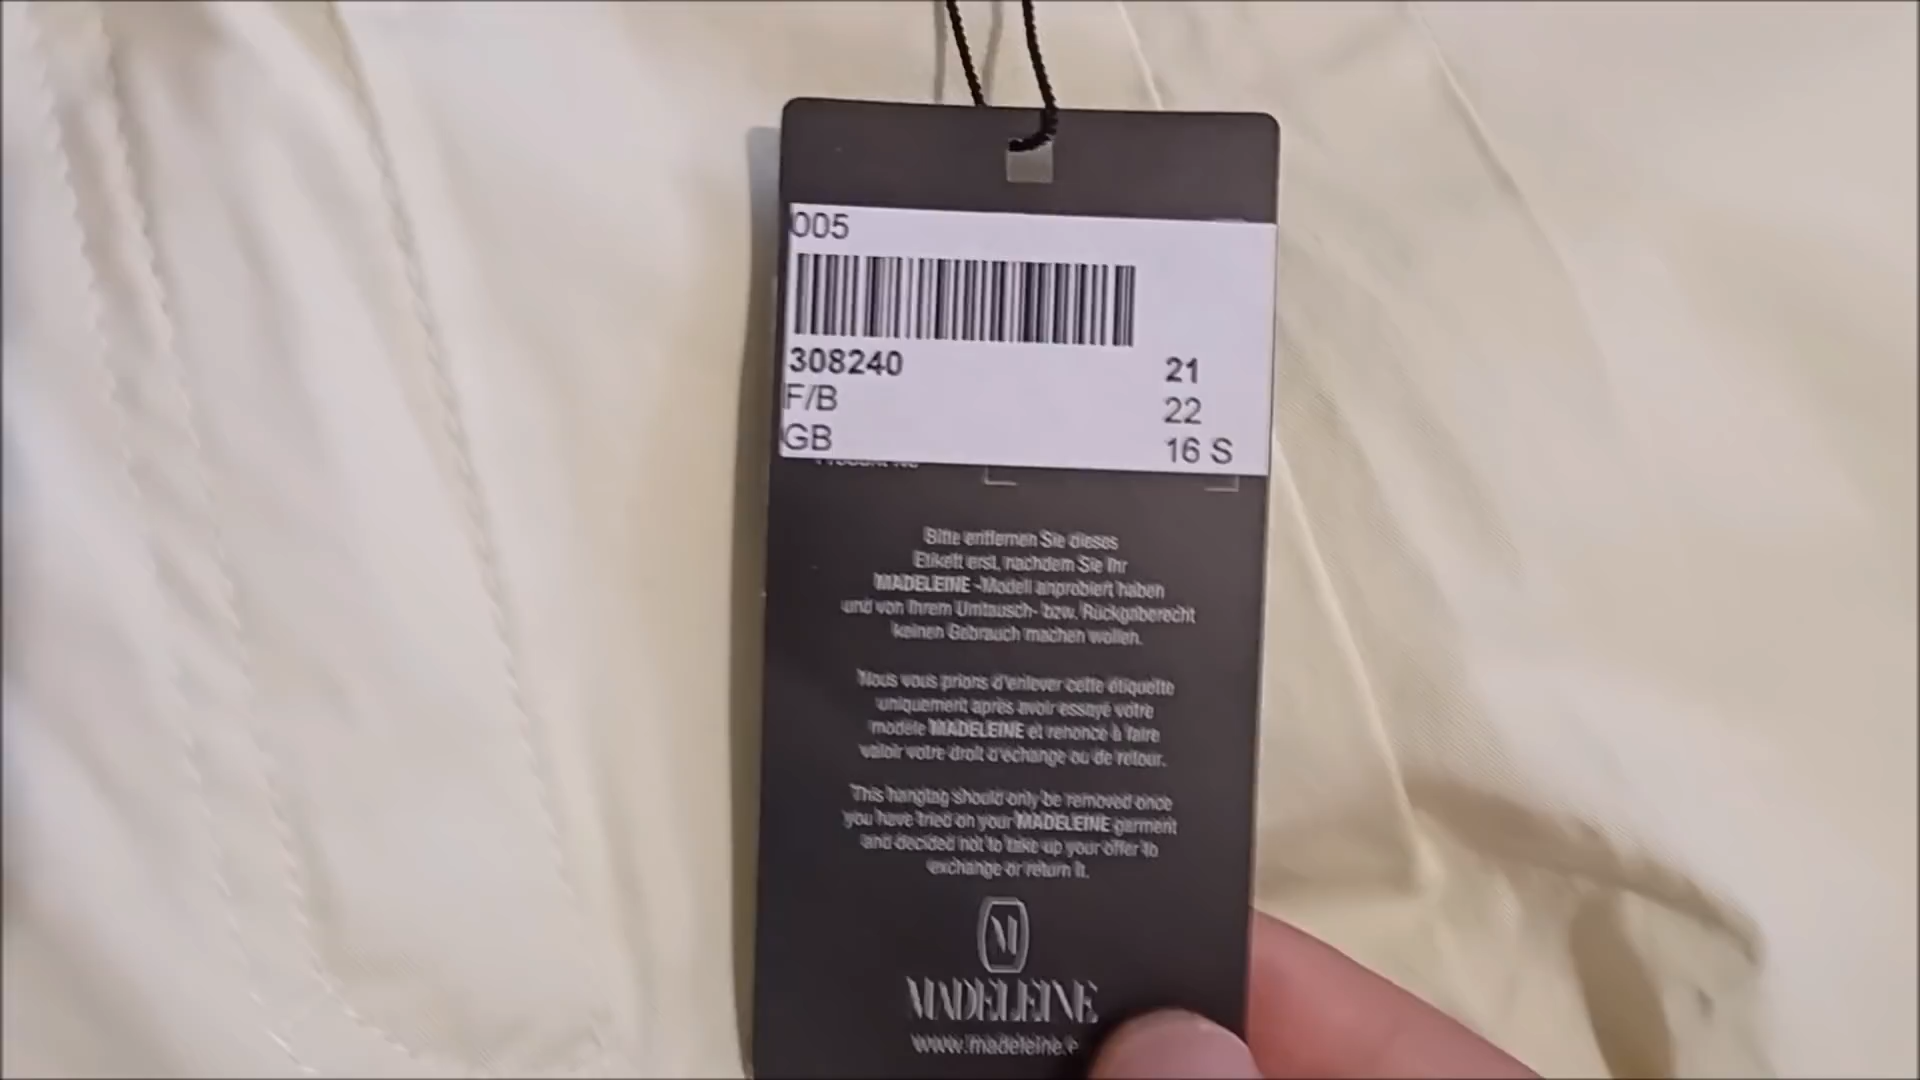 005
308240 21
F/B 22
GB 16 S
Bitte entfernen Sie dieses
Etikett erst, nachdem Sie Ihr
MADELEINE -Modell anprobiert haben
und von Ihrem Umtausch- bzw. Rückgaberecht
keinen Gebrauch machen wollen.
Nous vous prions d'enlever cette étiquette
uniquement après avoir essayé votre
modèle MADELEINE et renoncé à faire
valoir votre droit d'échange ou de retour.
This hangtag should only be removed once
you have tried on your MADELEINE garment
and decided not to take up your offer to
exchange or return it.
M
MADELEINE
www.madeleine.